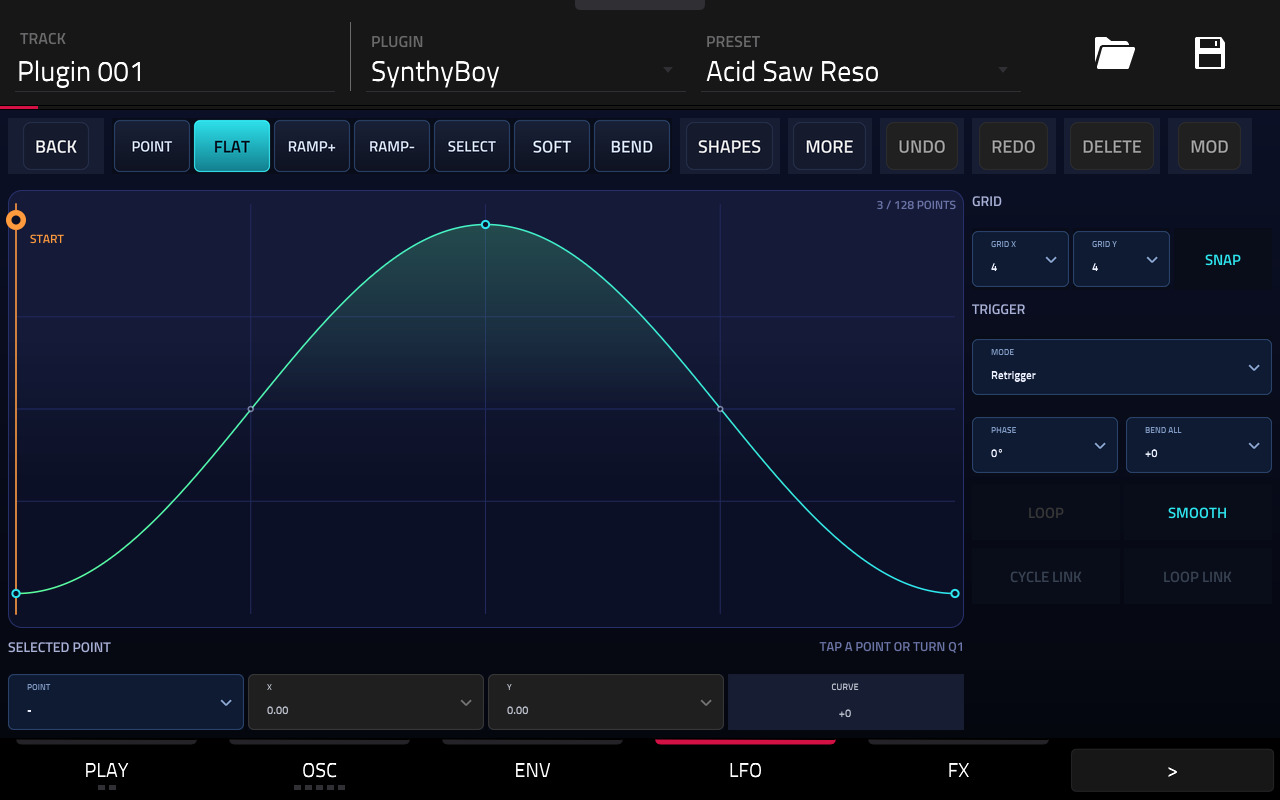 TRACK
Plugin 001
PLUGIN
SynthyBoy
PRESET
Acid Saw Reso
BACK
POINT
FLAT
RAMP+
RAMP-
SELECT
SOFT
BEND
SHAPES
MORE
UNDO
REDO
DELETE
MOD
3 / 128 POINTS
START
GRID
GRID X
4
GRID Y
4
SNAP
TRIGGER
MODE
Retrigger
PHASE
0°
BEND ALL
+0
LOOP
SMOOTH
CYCLE LINK
LOOP LINK
SELECTED POINT
TAP A POINT OR TURN Q1
POINT
-
X
0.00
Y
0.00
CURVE
+0
PLAY
OSC
ENV
LFO
FX
>